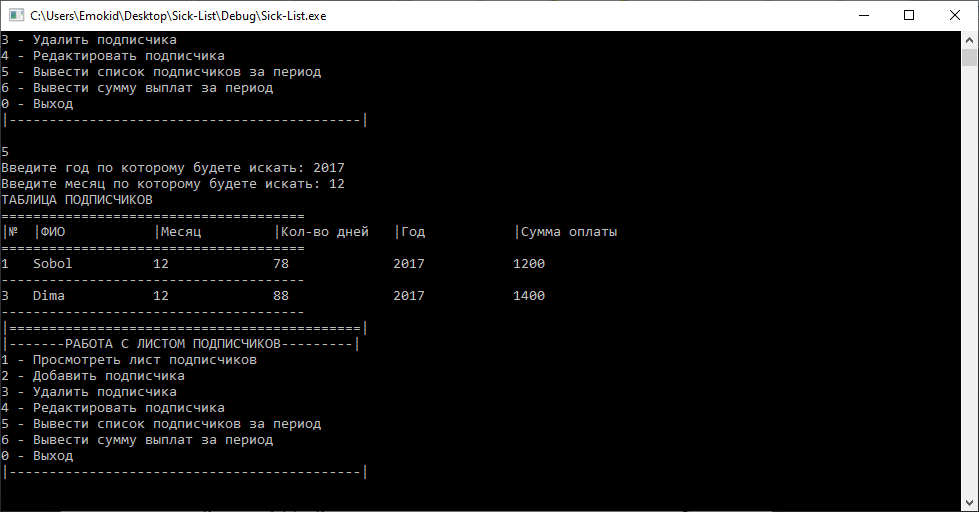 C:\Users\Emokid\Desktop\Sick-List\Debug\Sick-List.exe
3 - Удалить подписчика
4 - Редактировать подписчика
5 - Вывести список подписчиков за период
6 - Вывести сумму выплат за период
0 - Выход
|--------------------------------------------|
5
Введите год по которому будете искать: 2017
Введите месяц по которому будете искать: 12
ТАБЛИЦА ПОДПИСЧИКОВ
======================================
|№  |ФИО           |Месяц         |Кол-во дней   |Год           |Сумма оплаты
======================================
1   Sobol          12             78             2017           1200
--------------------------------------
3   Dima           12             88             2017           1400
--------------------------------------
|============================================|
|-------РАБОТА С ЛИСТОМ ПОДПИСЧИКОВ---------|
1 - Просмотреть лист подписчиков
2 - Добавить подписчика
3 - Удалить подписчика
4 - Редактировать подписчика
5 - Вывести список подписчиков за период
6 - Вывести сумму выплат за период
0 - Выход
|--------------------------------------------|